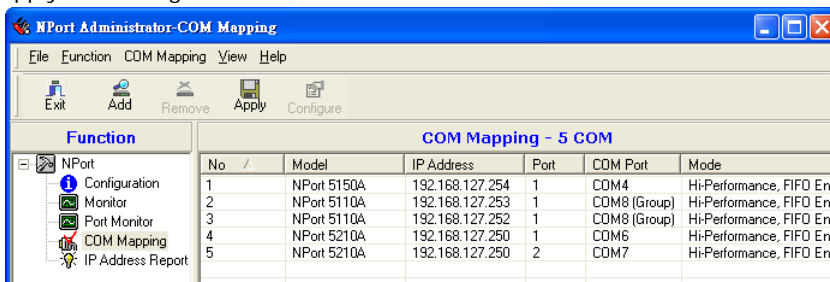 NPort Administrator-COM Mapping
File Function COM Mapping View Help
Exit Add Remove Apply Configure
Function COM Mapping - 5 COM
NPort
Configuration
Monitor
Port Monitor
COM Mapping
IP Address Report
No Model IP Address Port COM Port Mode
1 NPort 5150A 192.168.127.254 1 COM4 Hi-Performance, FIFO En
2 NPort 5110A 192.168.127.253 1 COM8 (Group) Hi-Performance, FIFO En
3 NPort 5110A 192.168.127.252 1 COM8 (Group) Hi-Performance, FIFO En
4 NPort 5210A 192.168.127.250 1 COM6 Hi-Performance, FIFO En
5 NPort 5210A 192.168.127.250 2 COM7 Hi-Performance, FIFO En